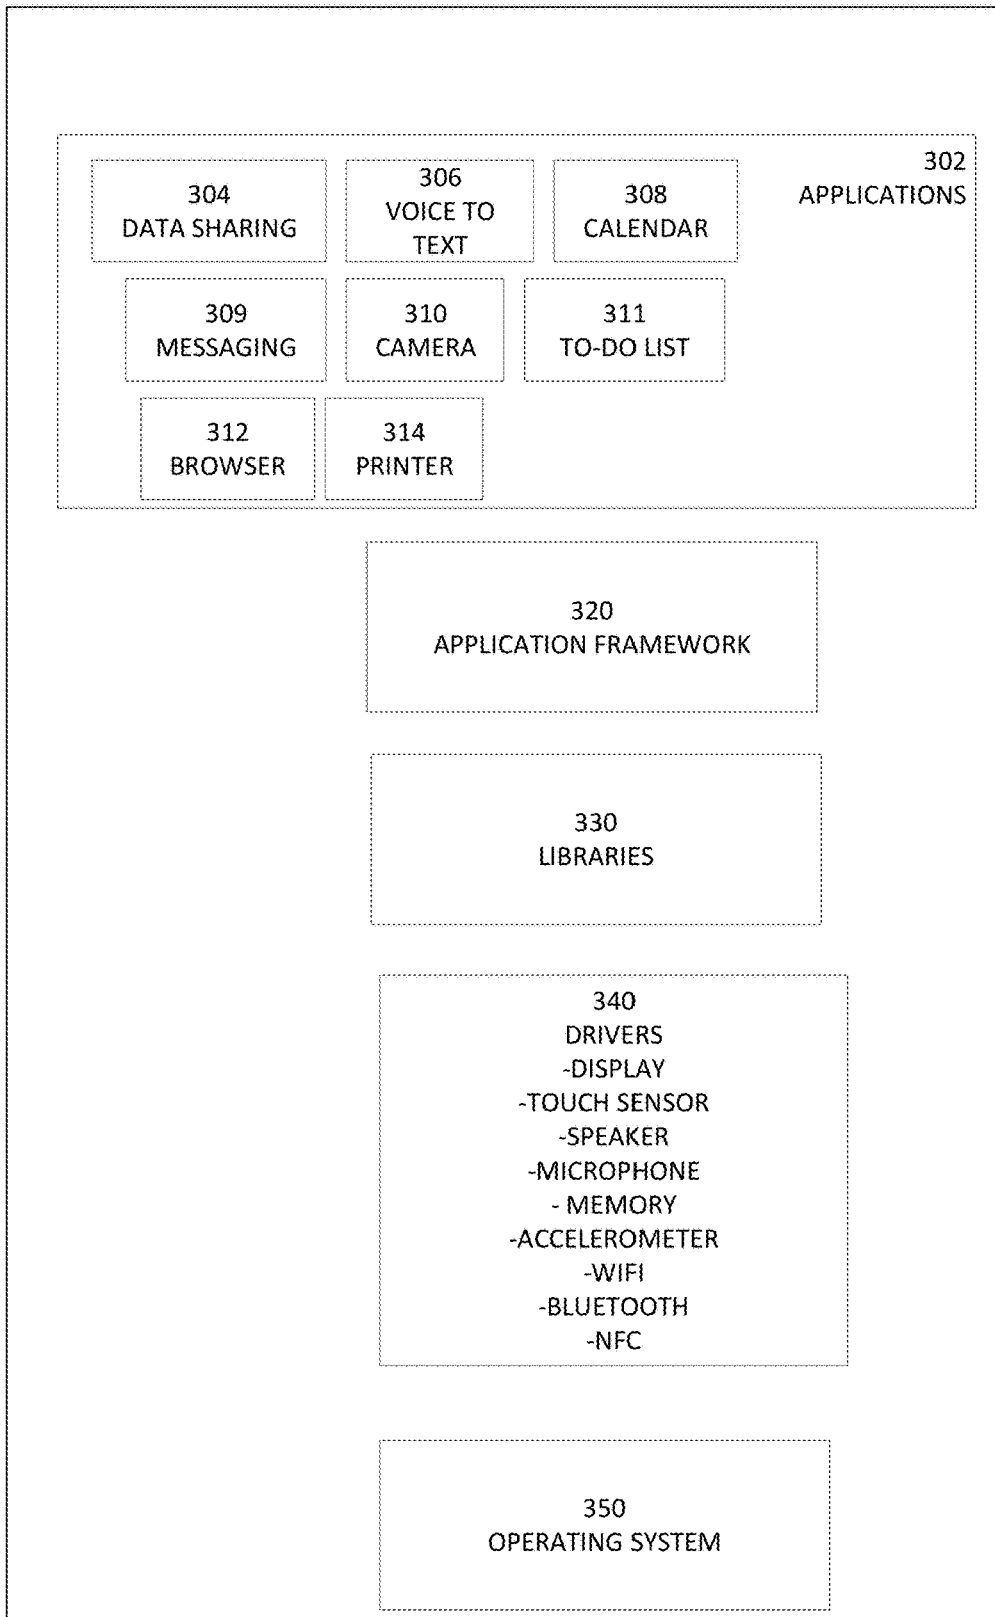 302
APPLICATIONS
304
DATA SHARING
306
VOICE TO
TEXT
308
CALENDAR
309
MESSAGING
310
CAMERA
311
TO-DO LIST
312
BROWSER
314
PRINTER
320
APPLICATION FRAMEWORK
330
LIBRARIES
340
DRIVERS
-DISPLAY
-TOUCH SENSOR
-SPEAKER
-MICROPHONE
- MEMORY
-ACCELEROMETER
-WIFI
-BLUETOOTH
-NFC
350
OPERATING SYSTEM